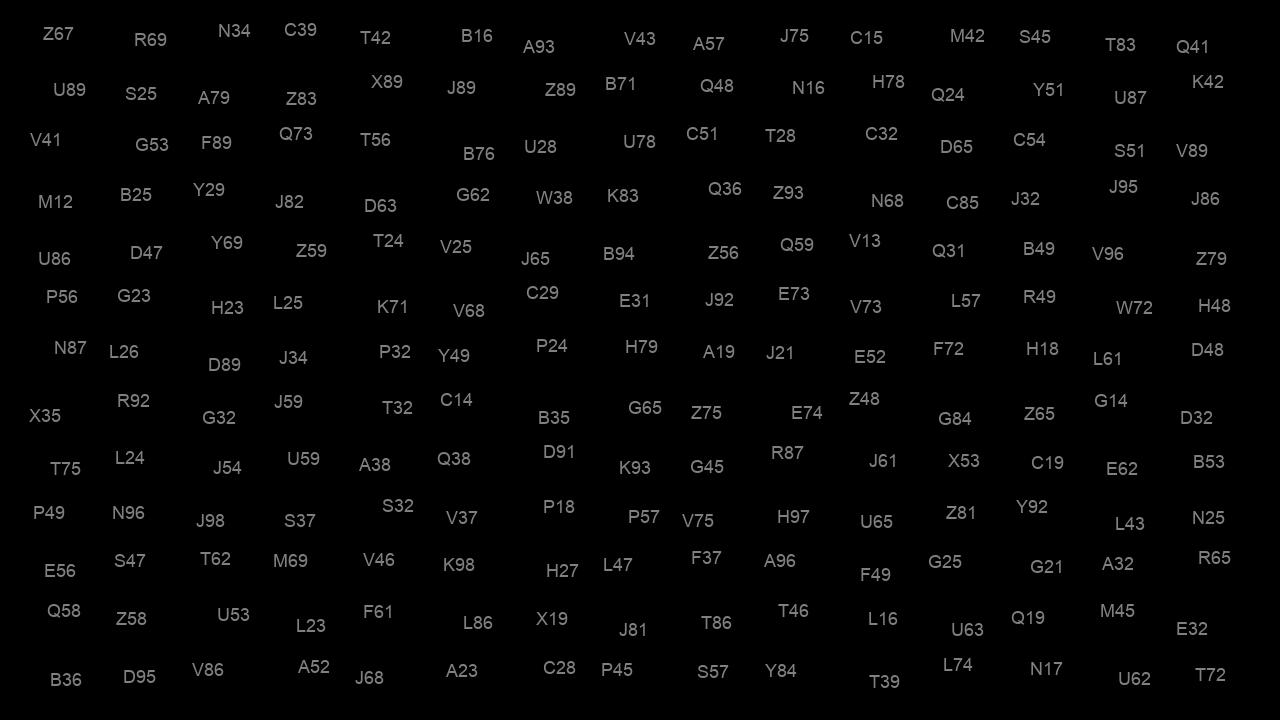 Z67 R69 N34 C39 T42 B16 A93 V43 A57 J75 C15 M42 S45 T83 Q41
U89 S25 A79 Z83 X89 J89 Z89 B71 Q48 N16 H78 Q24 Y51 U87 K42
V41 G53 F89 Q73 T56 B76 U28 U78 C51 T28 C32 D65 C54 S51 V89
M12 B25 Y29 J82 D63 G62 W38 K83 Q36 Z93 N68 C85 J32 J95 J86
U86 D47 Y69 Z59 T24 V25 J65 B94 Z56 Q59 V13 Q31 B49 V96 Z79
P56 G23 H23 L25 K71 V68 C29 E31 J92 E73 V73 L57 R49 W72 H48
N87 L26 D89 J34 P32 Y49 P24 H79 A19 J21 E52 F72 H18 L61 D48
X35 R92 G32 J59 T32 C14 B35 G65 Z75 E74 Z48 G84 Z65 G14 D32
T75 L24 J54 U59 A38 Q38 D91 K93 G45 R87 J61 X53 C19 E62 B53
P49 N96 J98 S37 S32 V37 P18 P57 V75 H97 U65 Z81 Y92 L43 N25
E56 S47 T62 M69 V46 K98 H27 L47 F37 A96 F49 G25 G21 A32 R65
Q58 Z58 U53 L23 F61 L86 X19 J81 T86 T46 L16 U63 Q19 M45 E32
B36 D95 V86 A52 J68 A23 C28 P45 S57 Y84 T39 L74 N17 U62 T72